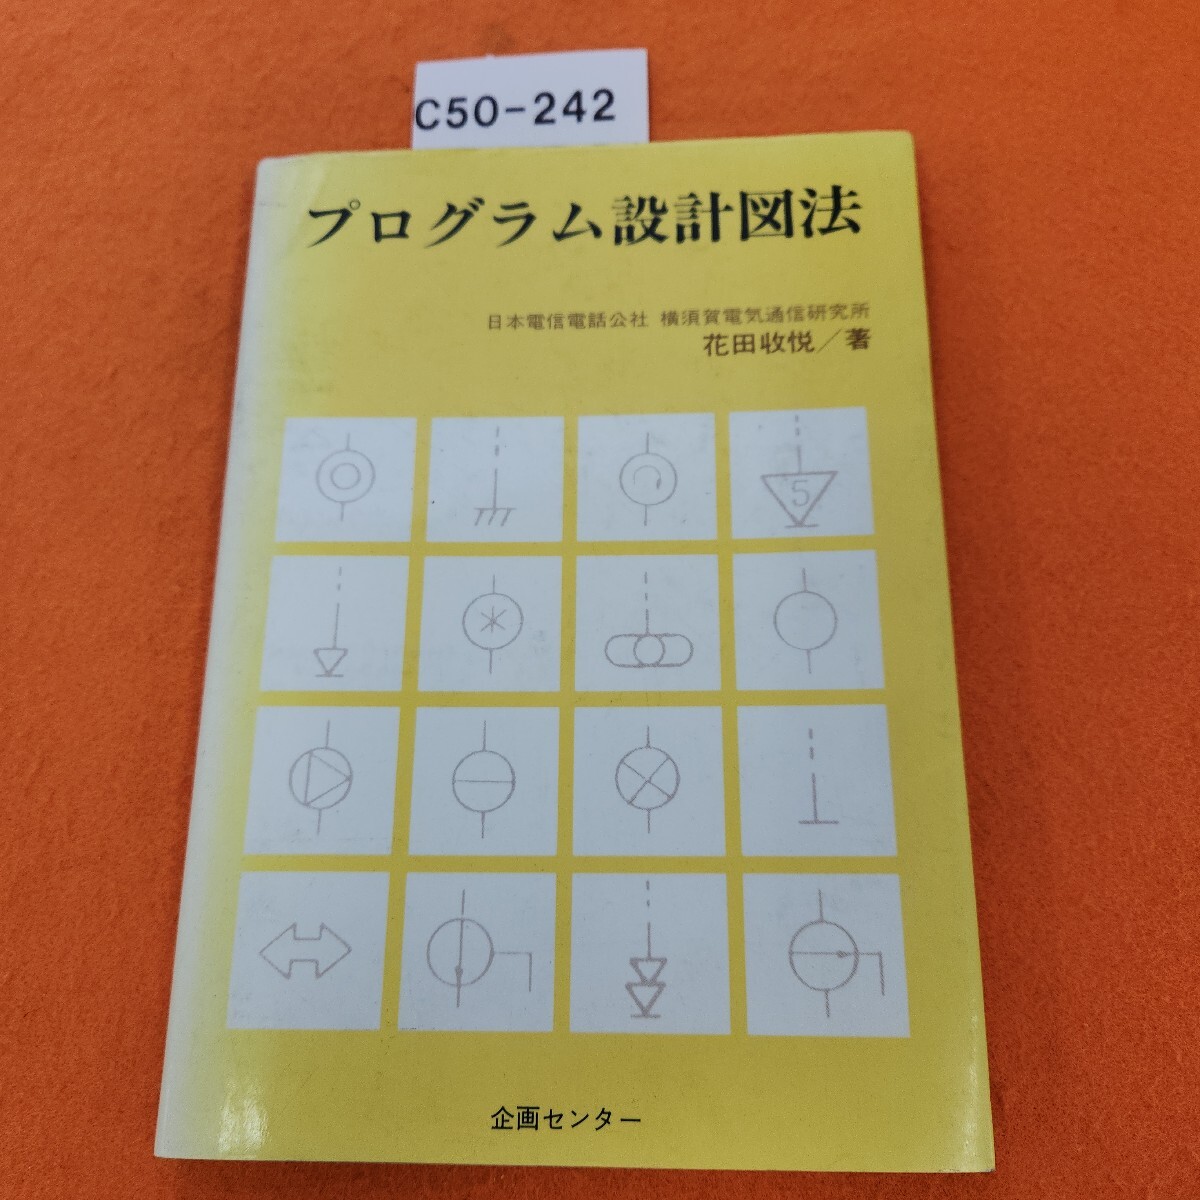 C50-242
プログラム設計図法
日本電信電話公社 横須賀電気通信研究所
花田收悦／著
5
企画センター